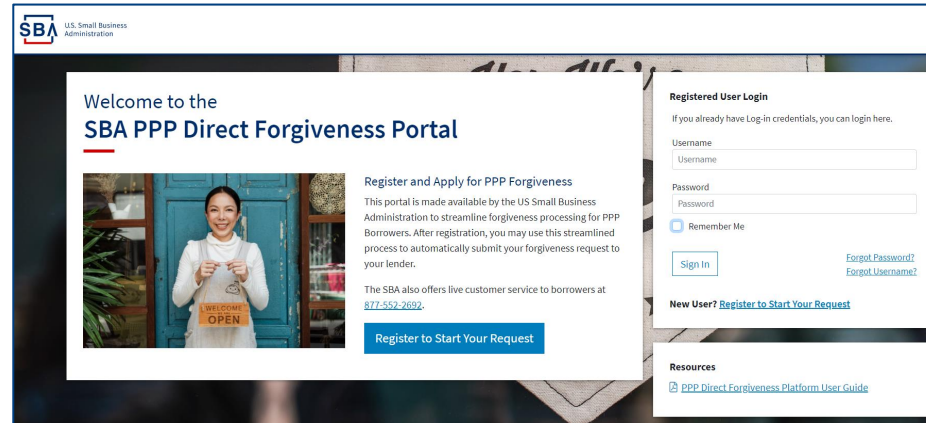 SBA
U.S. Small Business
Administration
Welcome to the
SBA PPP Direct Forgiveness Portal
WELCOME
OPEN
Register and Apply for PPP Forgiveness
This portal is made available by the US Small Business
Administration to streamline forgiveness processing for PPP
Borrowers. After registration, you may use this streamlined
process to automatically submit your forgiveness request to
your lender.
The SBA also offers live customer service to borrowers at
877-552-2692.
Register to Start Your Request
Registered User Login
If you already have Log-in credentials, you can login here.
Username
Username
Password
Password
Remember Me
Sign In
Forgot Password?
Forgot Username?
New User? Register to Start Your Request
Resources
PPP Direct Forgiveness Platform User Guide